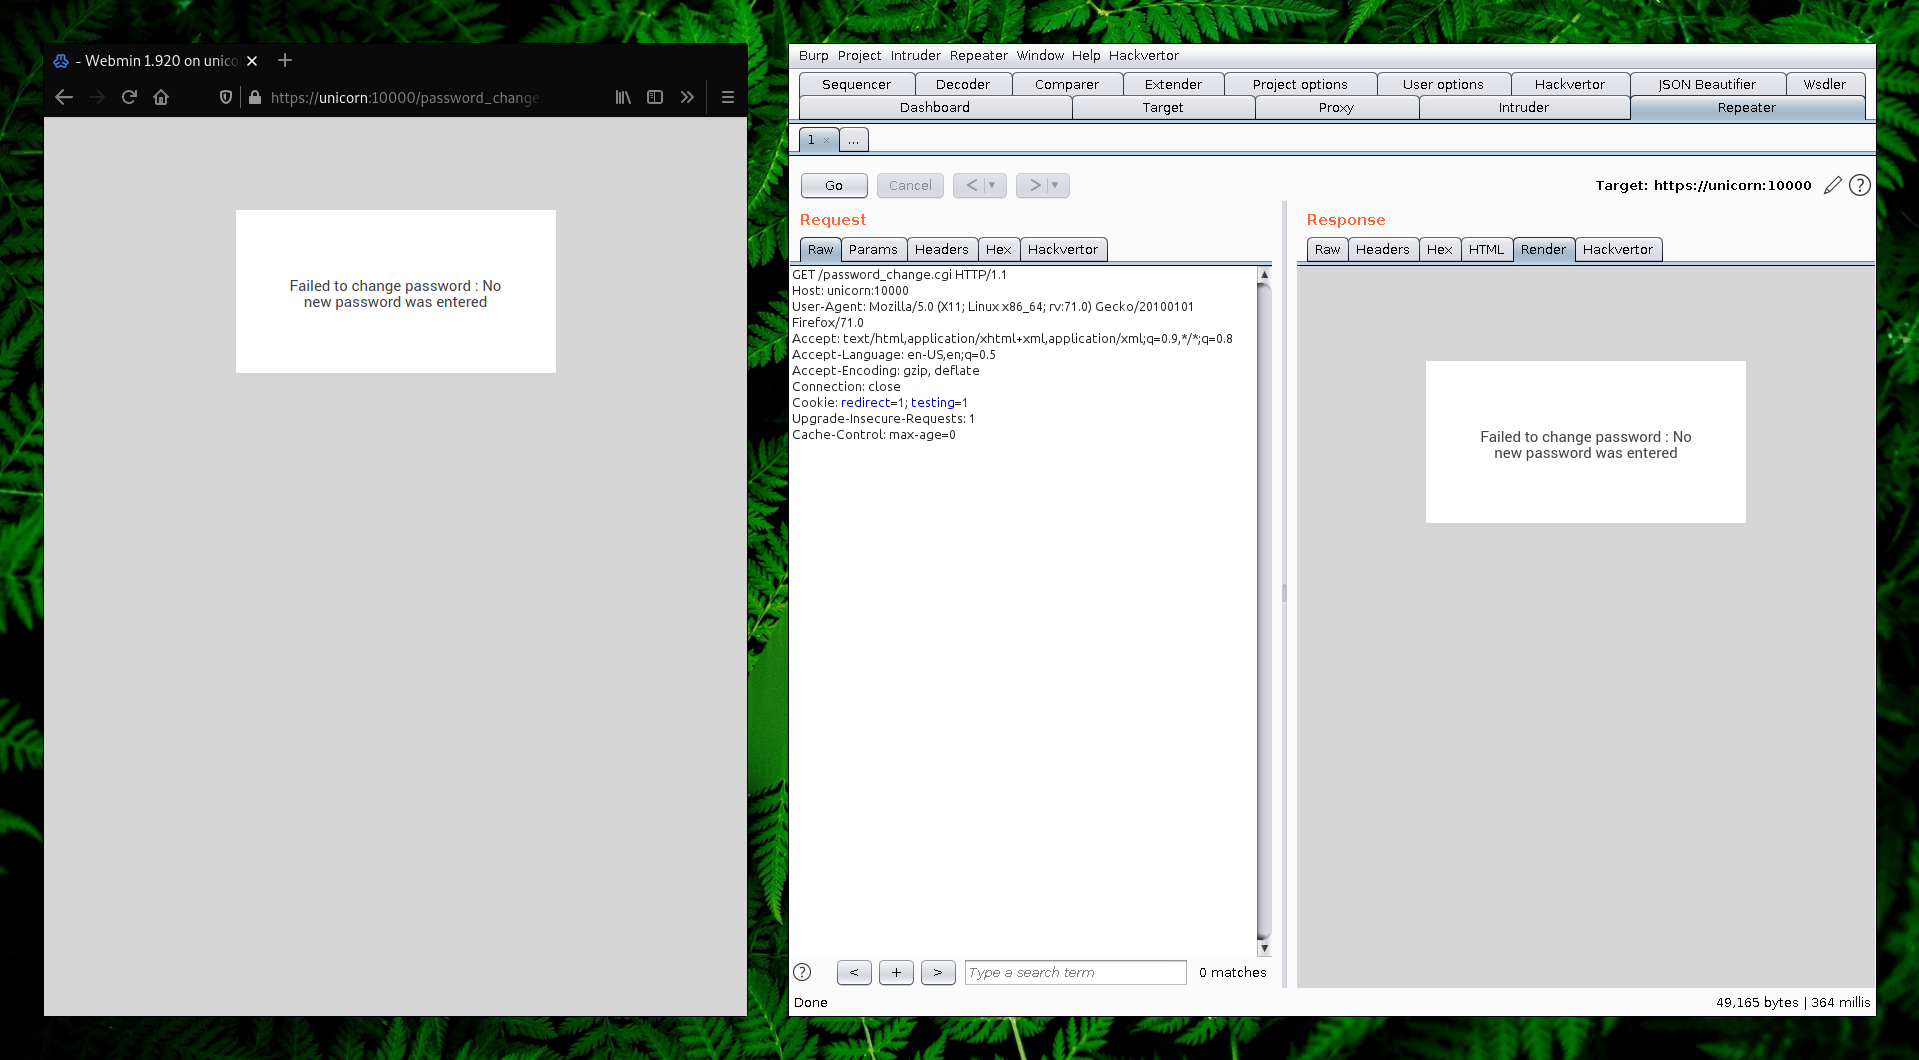 - Webmin 1.920 on unico
https://unicorn:10000/password_change
Failed to change password : No
new password was entered
Burp Project Intruder Repeater Window Help Hackvertor
Sequencer Decoder Comparer Extender Project options User options Hackvertor JSON Beautifier Wsdler
Dashboard Target Proxy Intruder Repeater
1 × ...
Go Cancel < > Target: https://unicorn:10000 ?
Request
Raw Params Headers Hex Hackvertor
GET /password_change.cgi HTTP/1.1
Host: unicorn:10000
User-Agent: Mozilla/5.0 (X11; Linux x86_64; rv:71.0) Gecko/20100101
Firefox/71.0
Accept: text/html,application/xhtml+xml,application/xml;q=0.9,*/*;q=0.8
Accept-Language: en-US,en;q=0.5
Accept-Encoding: gzip, deflate
Connection: close
Cookie: redirect=1; testing=1
Upgrade-Insecure-Requests: 1
Cache-Control: max-age=0
? < + > Type a search term 0 matches
Response
Raw Headers Hex HTML Render Hackvertor
Failed to change password : No
new password was entered
Done 49,165 bytes | 364 millis